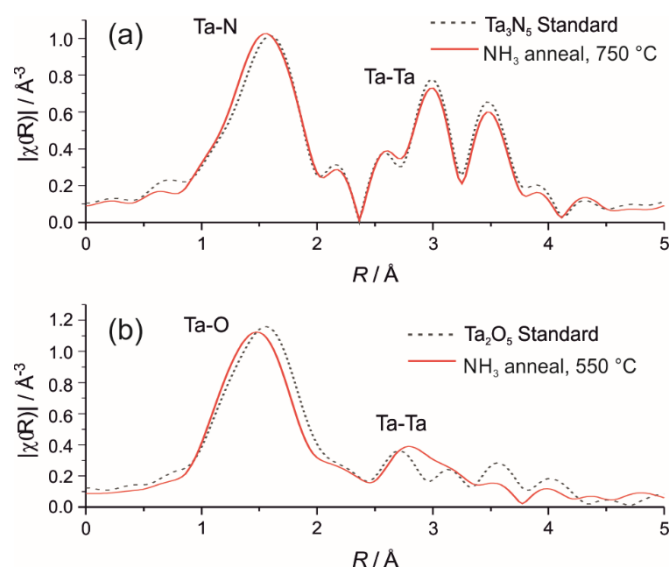 (a)
Ta-N
Ta-Ta
Ta₃N₅ Standard
NH₃ anneal, 750 °C
|χ(R)| / Å⁻³
1.0
0.8
0.6
0.4
0.2
0.0
0 1 2 3 4 5
R / Å
(b)
Ta-O
Ta-Ta
Ta₂O₅ Standard
NH₃ anneal, 550 °C
|χ(R)| / Å⁻³
1.2
1.0
0.8
0.6
0.4
0.2
0.0
0 1 2 3 4 5
R / Å